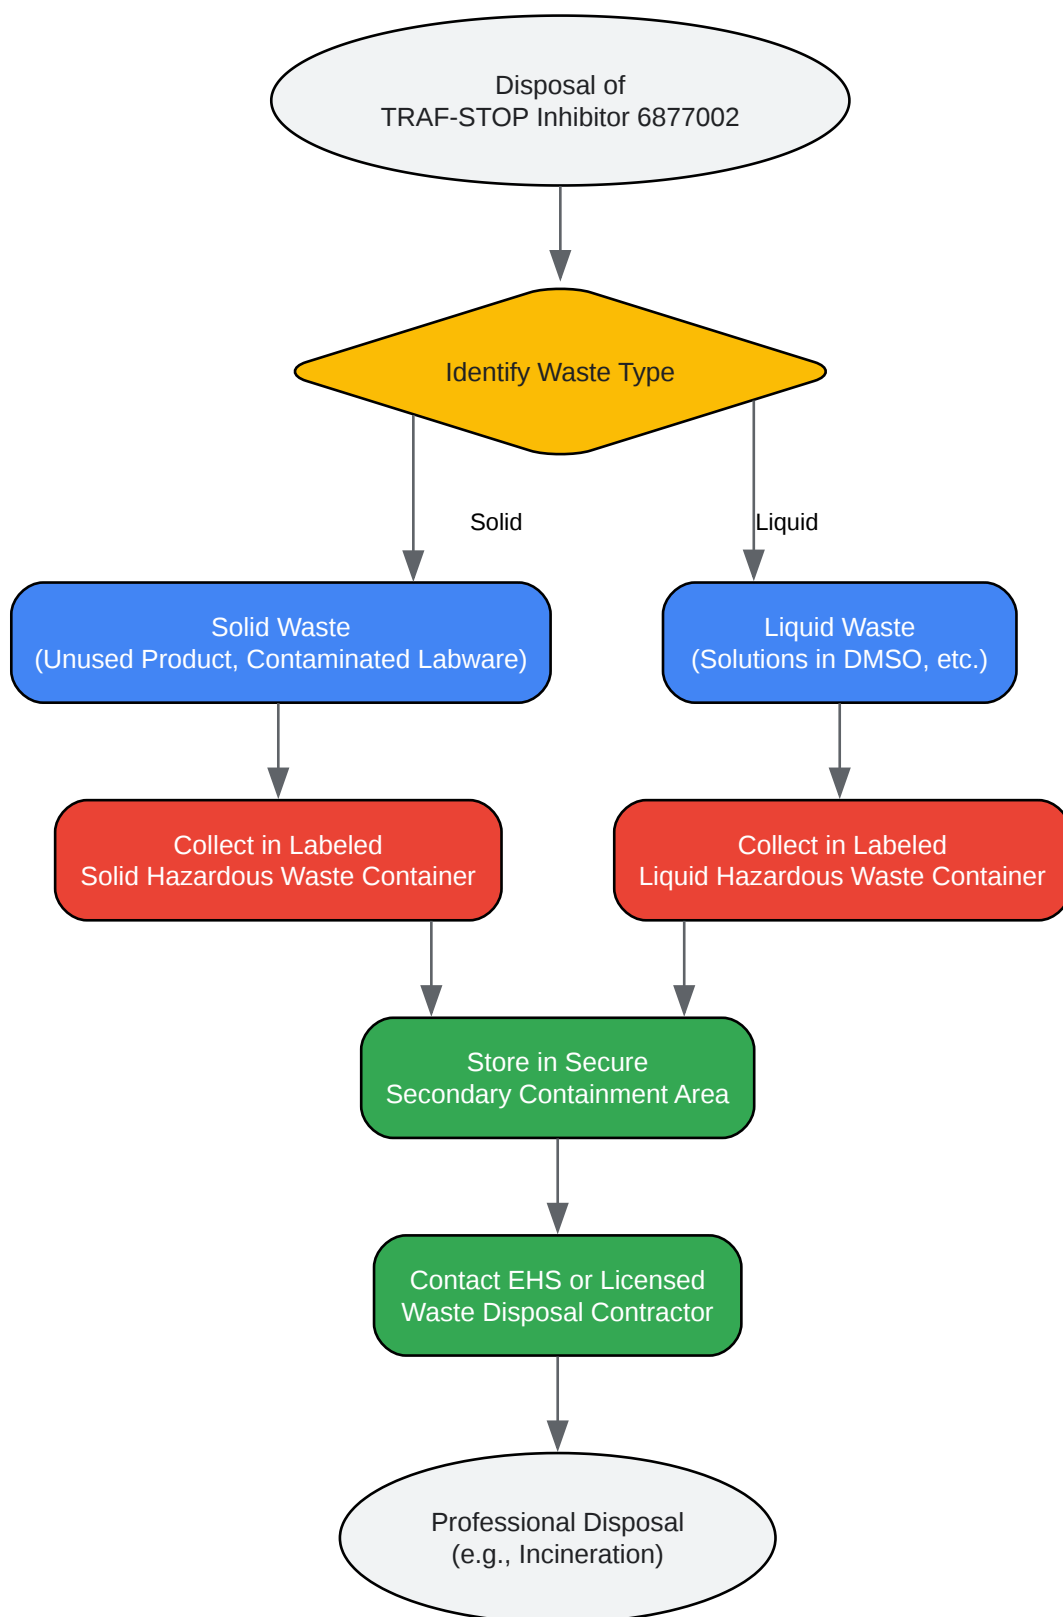 Disposal of
TRAF-STOP Inhibitor 6877002
Identify Waste Type
Solid
Liquid
Solid Waste
(Unused Product, Contaminated Labware)
Liquid Waste
(Solutions in DMSO, etc.)
Collect in Labeled
Solid Hazardous Waste Container
Collect in Labeled
Liquid Hazardous Waste Container
Store in Secure
Secondary Containment Area
Contact EHS or Licensed
Waste Disposal Contractor
Professional Disposal
(e.g., Incineration)